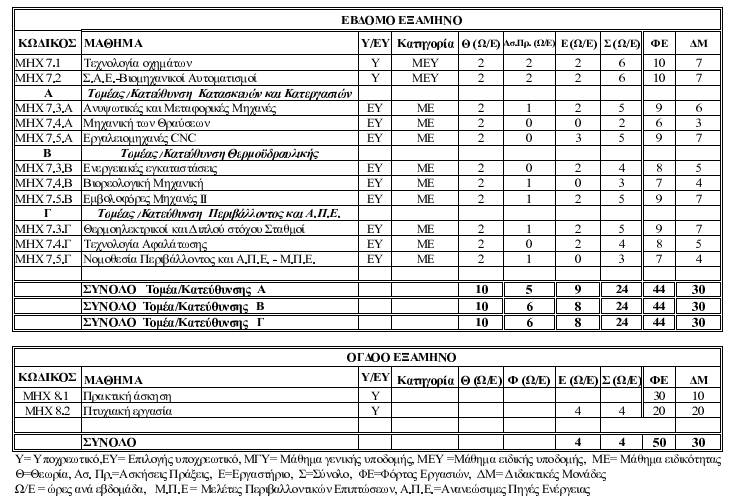 ΕΒΔΟΜΟ ΕΞΑΜΗΝΟ
ΚΩΔΙΚΟΣ ΜΑΘΗΜΑ Υ/ΕΥ Κατηγορία Θ (Ω/Ε) Ασ.Πρ. (Ω/Ε) Ε (Ω/Ε) Σ (Ω/Ε) ΦΕ ΔΜ
ΜΗΧ 7.1 Τεχνολογία οχημάτων Υ ΜΕΥ 2 2 2 6 10 7
ΜΗΧ 7.2 Σ.Α.Ε.-Βιομηχανικοί Αυτοματισμοί Υ ΜΕΥ 2 2 2 6 10 7
Α Τομέας /Κατεύθυνση Κατασκευών και Κατεργασιών
ΜΗΧ 7.3.Α Ανυψωτικές και Μεταφορικές Μηχανές ΕΥ ΜΕ 2 1 2 5 9 6
ΜΗΧ 7.4.Α Μηχανική των Θραύσεων ΕΥ ΜΕ 2 0 0 2 6 3
ΜΗΧ 7.5.Α Εργαλειομηχανές CNC ΕΥ ΜΕ 2 0 3 5 9 7
Β Τομέας /Κατεύθυνση Θερμοϋδραυλικής
ΜΗΧ 7.3.Β Ενεργειακές εγκαταστάσεις ΕΥ ΜΕ 2 0 2 4 8 5
ΜΗΧ 7.4.Β Βιορεολογική Μηχανική ΕΥ ΜΕ 2 1 0 3 7 4
ΜΗΧ 7.5.Β Εμβολοφόρες Μηχανές ΙΙ ΕΥ ΜΕ 2 1 2 5 9 7
Γ Τομέας /Κατεύθυνση Περιβάλλοντος και Α.Π.Ε.
ΜΗΧ 7.3.Γ Θερμοηλεκτρικοί και Διπλού στόχου Σταθμοί ΕΥ ΜΕ 2 1 2 5 9 7
ΜΗΧ 7.4.Γ Τεχνολογία Αφαλάτωσης ΕΥ ΜΕ 2 0 2 4 8 5
ΜΗΧ 7.5.Γ Νομοθεσία Περιβάλλοντος και Α.Π.Ε. - Μ.Π.Ε. ΕΥ ΜΕ 2 1 0 3 7 4
ΣΥΝΟΛΟ Τομέα/Κατεύθυνσης Α 10 5 9 24 44 30
ΣΥΝΟΛΟ Τομέα/Κατεύθυνσης Β 10 6 8 24 44 30
ΣΥΝΟΛΟ Τομέα/Κατεύθυνσης Γ 10 6 8 24 44 30
ΟΓΔΟΟ ΕΞΑΜΗΝΟ
ΚΩΔΙΚΟΣ ΜΑΘΗΜΑ Υ/ΕΥ Κατηγορία Θ (Ω/Ε) Φ (Ω/Ε) Ε (Ω/Ε) Σ (Ω/Ε) ΦΕ ΔΜ
ΜΗΧ 8.1 Πρακτική άσκηση Υ 30 10
ΜΗΧ 8.2 Πτυχιακή εργασία Υ 4 4 20 20
ΣΥΝΟΛΟ 4 4 50 30
Υ= Υποχρεωτικό,ΕΥ= Επιλογής υποχρεωτικό, ΜΓΥ= Μάθημα γενικής υποδομής, ΜΕΥ =Μάθημα ειδικής υποδομής, ΜΕ= Μάθημα ειδικότητας
Θ=Θεωρία, Ασ. Πρ.=Ασκήσεις Πράξεις, Ε=Εργαστήριο, Σ=Σύνολο, ΦΕ=Φόρτος Εργασιών, ΔΜ=Διδακτικές Μονάδες
Ω/Ε = ώρες ανά εβδομάδα, Μ.Π.Ε = Μελέτες Περιβαλλοντικών Επιπτώσεων, Α.Π.Ε.=Ανανεώσιμες Πηγές Ενέργειας